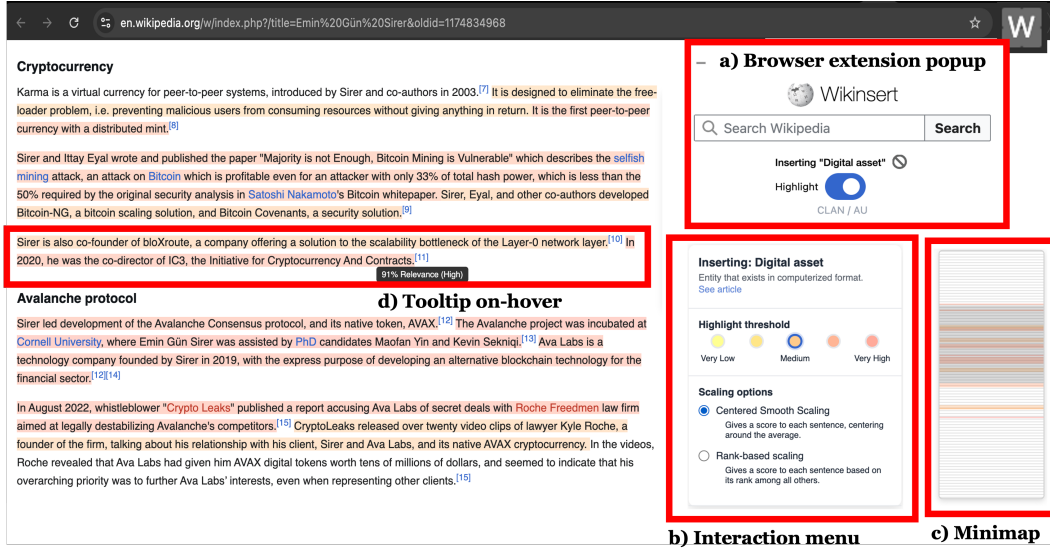 en.wikipedia.org/w/index.php?/title=Emin%20Gün%20Sirer&oldid=1174834968
W
Cryptocurrency
Karma is a virtual currency for peer-to-peer systems, introduced by Sirer and co-authors in 2003.[7] It is designed to eliminate the free-
loader problem, i.e. preventing malicious users from consuming resources without giving anything in return. It is the first peer-to-peer
currency with a distributed mint.[8]
Sirer and Ittay Eyal wrote and published the paper "Majority is not Enough, Bitcoin Mining is Vulnerable" which describes the selfish
mining attack, an attack on Bitcoin which is profitable even for an attacker with only 33% of total hash power, which is less than the
50% required by the original security analysis in Satoshi Nakamoto's Bitcoin whitepaper. Sirer, Eyal, and other co-authors developed
Bitcoin-NG, a bitcoin scaling solution, and Bitcoin Covenants, a security solution.[9]
Sirer is also co-founder of bloXroute, a company offering a solution to the scalability bottleneck of the Layer-0 network layer.[10] In
2020, he was the co-director of IC3, the Initiative for Cryptocurrency And Contracts.[11]
91% Relevance (High)
d) Tooltip on-hover
Avalanche protocol
Sirer led development of the Avalanche Consensus protocol, and its native token, AVAX.[12] The Avalanche project was incubated at
Cornell University, where Emin Gün Sirer was assisted by PhD candidates Maofan Yin and Kevin Seknigi.[13] Ava Labs is a
technology company founded by Sirer in 2019, with the express purpose of developing an alternative blockchain technology for the
financial sector.[12][14]
In August 2022, whistleblower "Crypto Leaks" published a report accusing Ava Labs of secret deals with Roche Freedmen law firm
aimed at legally destabilizing Avalanche's competitors.[15] CryptoLeaks released over twenty video clips of lawyer Kyle Roche, a
founder of the firm, talking about his relationship with his client, Sirer and Ava Labs, and its native AVAX cryptocurrency. In the videos,
Roche revealed that Ava Labs had given him AVAX digital tokens worth tens of millions of dollars, and seemed to indicate that his
overarching priority was to further Ava Labs' interests, even when representing other clients.[15]
a) Browser extension popup
Wikinsert
Search Wikipedia
Search
Inserting "Digital asset"
Highlight
CLAN / AU
Inserting: Digital asset
Entity that exists in computerized format.
See article
Highlight threshold
Very Low Medium Very High
Scaling options
Centered Smooth Scaling
Gives a score to each sentence, centering
around the average.
Rank-based scaling
Gives a score to each sentence based on
its rank among all others.
b) Interaction menu
c) Minimap